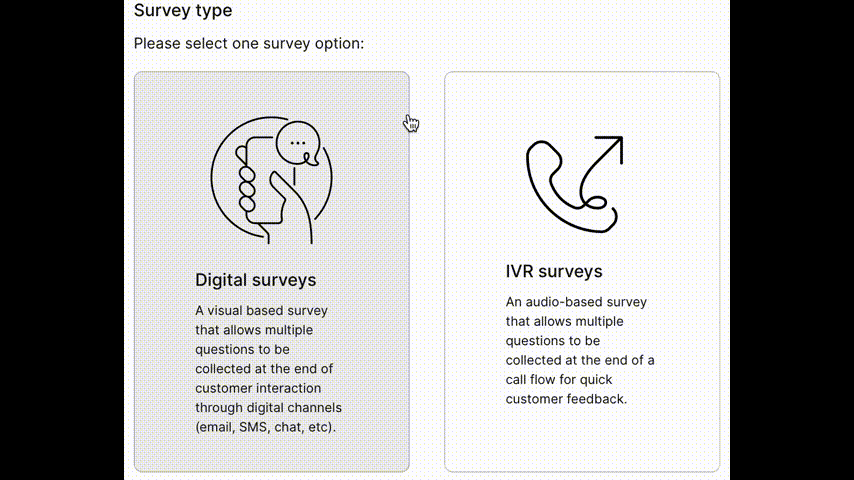 Survey type
Please select one survey option:
Digital surveys
A visual based survey
that allows multiple
questions to be
collected at the end of
customer interaction
through digital channels
(email, SMS, chat, etc).
IVR surveys
An audio-based survey
that allows multiple
questions to be
collected at the end of a
call flow for quick
customer feedback.